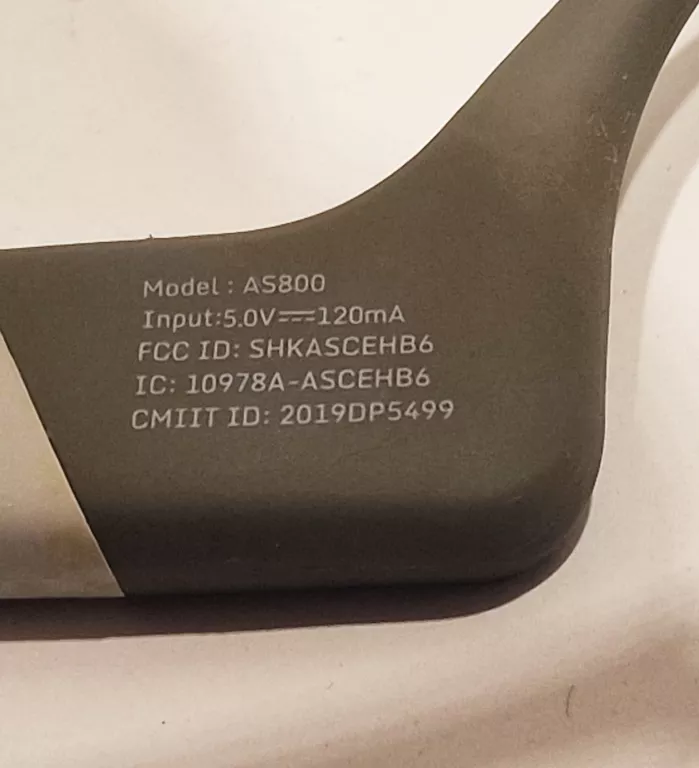 Model : AS800
Input:5.0V⎓120mA
FCC ID: SHKASCEHB6
IC: 10978A-ASCEHB6
CMIIT ID: 2019DP5499